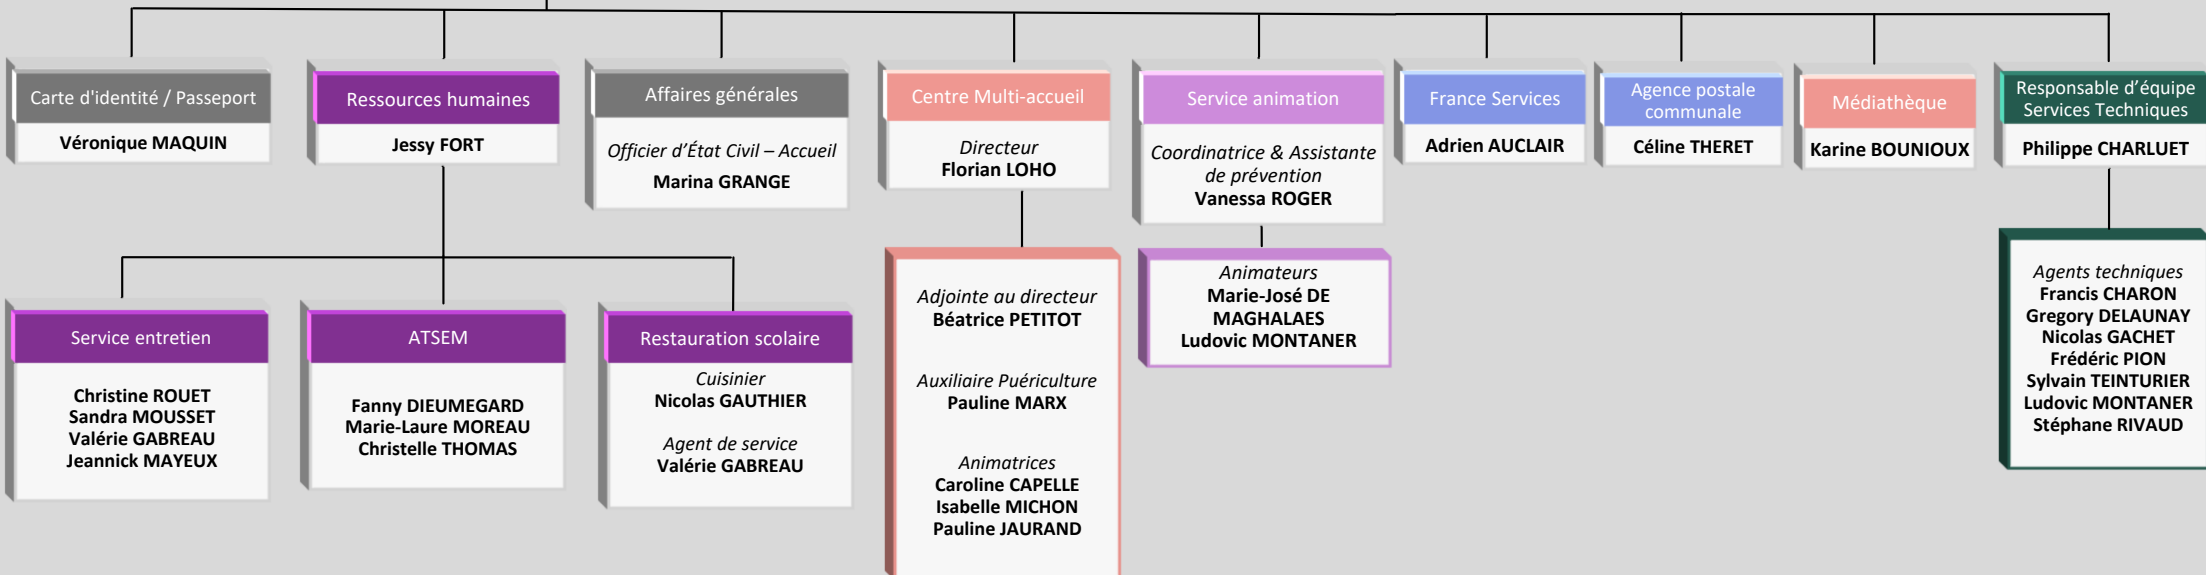 Carte d'identité / Passeport
Véronique MAQUIN
Ressources humaines
Jessy FORT
Affaires générales
Officier d'État Civil – Accueil
Marina GRANGE
Centre Multi-accueil
Directeur
Florian LOHO
Service animation
Coordinatrice & Assistante
de prévention
Vanessa ROGER
France Services
Adrien AUCLAIR
Agence postale
communale
Céline THERET
Médiathèque
Karine BOUNIOUX
Responsable d'équipe
Services Techniques
Philippe CHARLUET
Service entretien
Christine ROUET
Sandra MOUSSET
Valérie GABREAU
Jeannick MAYEUX
ATSEM
Fanny DIEUMEGARD
Marie-Laure MOREAU
Christelle THOMAS
Restauration scolaire
Cuisinier
Nicolas GAUTHIER
Agent de service
Valérie GABREAU
Adjointe au directeur
Béatrice PETITOT
Auxiliaire Puériculture
Pauline MARX
Animatrices
Caroline CAPELLE
Isabelle MICHON
Pauline JAURAND
Animateurs
Marie-José DE
MAGHALAES
Ludovic MONTANER
Agents techniques
Francis CHARON
Gregory DELAUNAY
Nicolas GACHET
Frédéric PION
Sylvain TEINTURIER
Ludovic MONTANER
Stéphane RIVAUD